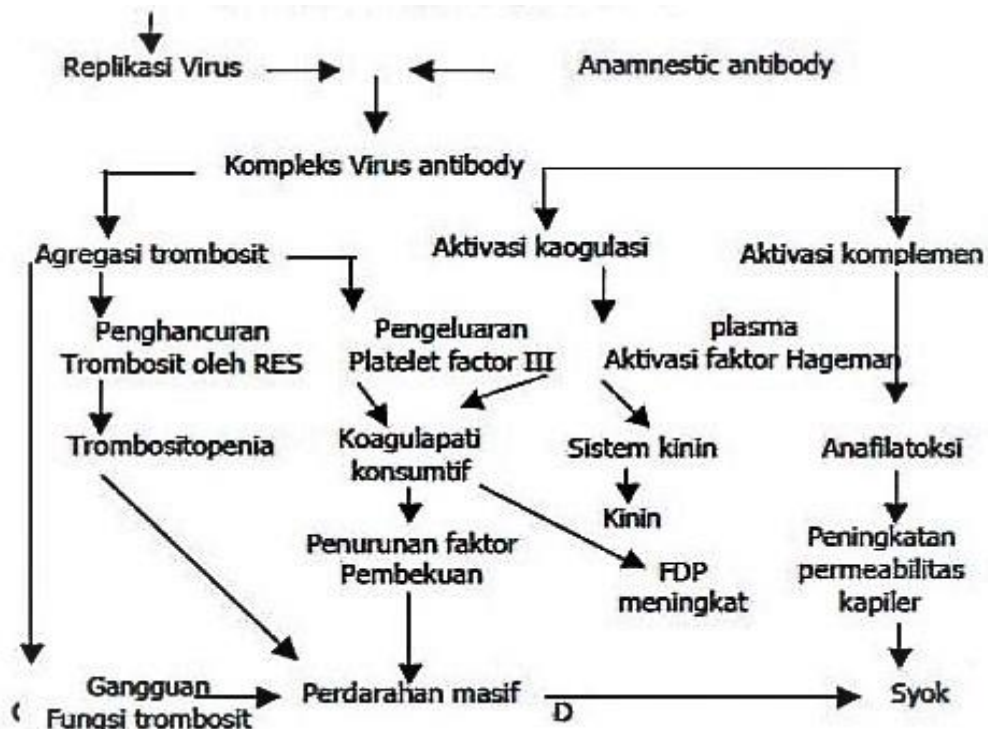 Replikasi Virus
Anamnestic antibody
Kompleks Virus antibody
Agregasi trombosit
Aktivasi kaogulasi
Aktivasi komplemen
Penghancuran
Trombosit oleh RES
Pengeluaran
Platelet factor III
plasma
Aktivasi faktor Hageman
Trombositopenia
Koagulapati
konsumtif
Sistem kinin
Anafilatoksi
Kinin
Penurunan faktor
Pembekuan
FDP
meningkat
Peningkatan
permeabilitas
kapiler
Gangguan
Fungsi trombosit
Perdarahan masif
D
Syok